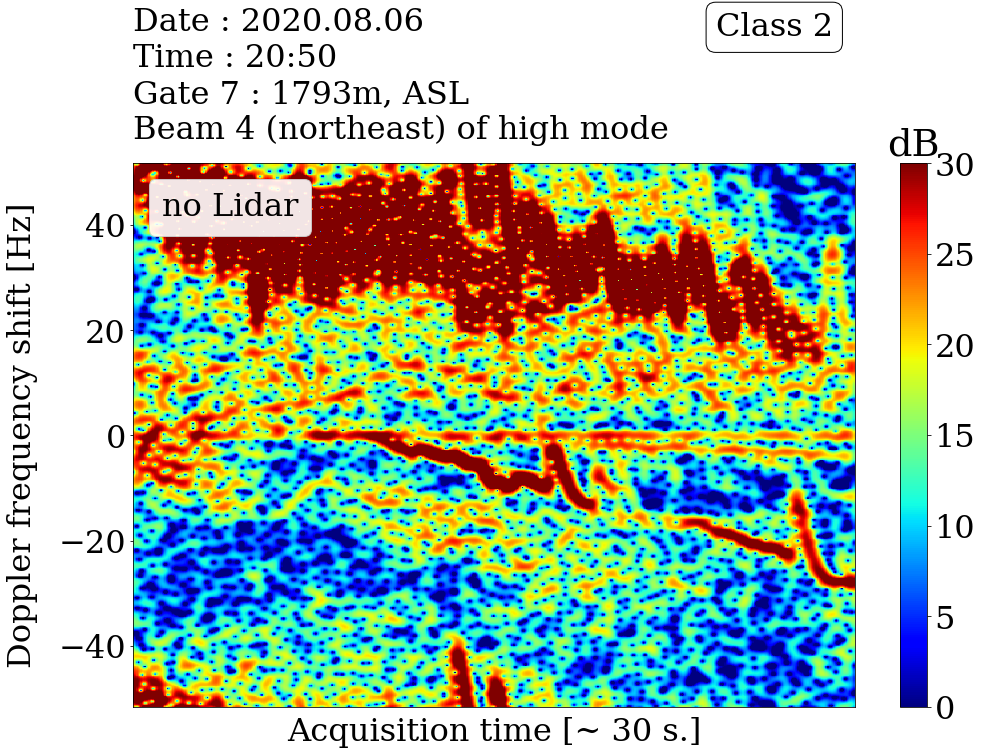 Date : 2020.08.06
Time : 20:50
Gate 7 : 1793m, ASL
Beam 4 (northeast) of high mode
Class 2
dB
no Lidar
Doppler frequency shift [Hz]
40
20
0
−20
−40
30
25
20
15
10
5
0
Acquisition time [~ 30 s.]